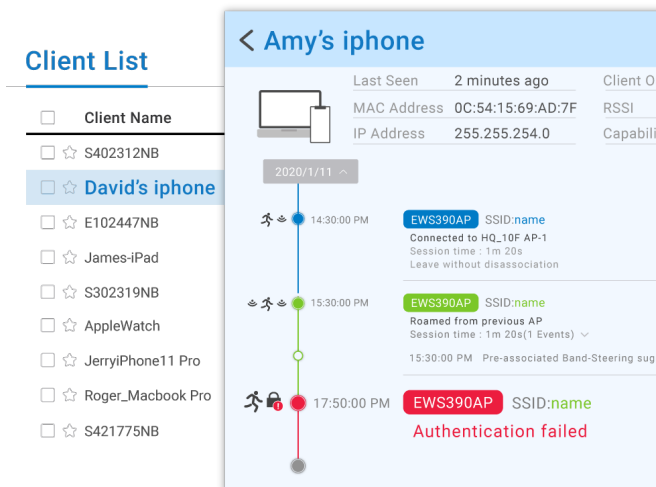 Client List
Client Name
S402312NB
David's iphone
E102447NB
James-iPad
S302319NB
AppleWatch
JerryiPhone11 Pro
Roger_Macbook Pro
S421775NB
Amy's iphone
Last Seen 2 minutes ago Client O
MAC Address 0C:54:15:69:AD:7F RSSI
IP Address 255.255.254.0 Capabili
2020/1/11
14:30:00 PM EWS390AP SSID:name
Connected to HQ_10F AP-1
Session time : 1m 20s
Leave without disassociation
15:30:00 PM EWS390AP SSID:name
Roamed from previous AP
Session time : 1m 20s(1 Events)
15:30:00 PM Pre-associated Band-Steering sug
17:50:00 PM EWS390AP SSID:name
Authentication failed